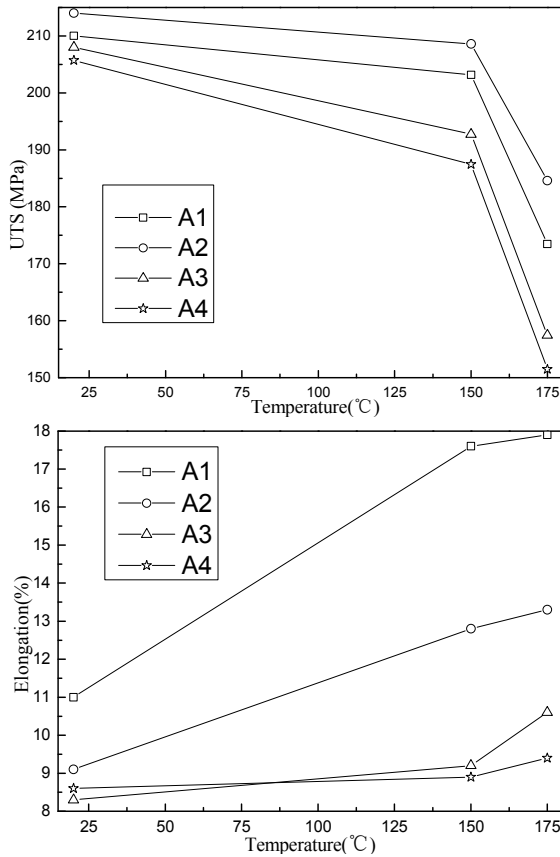 210
200
190
180
170
160
150
UTS (MPa)
A1
A2
A3
A4
25 50 75 100 125 150 175
Temperature(℃)
18
17
16
15
14
13
12
11
10
9
8
Elongation(%)
A1
A2
A3
A4
25 50 75 100 125 150 175
Temperature(℃)